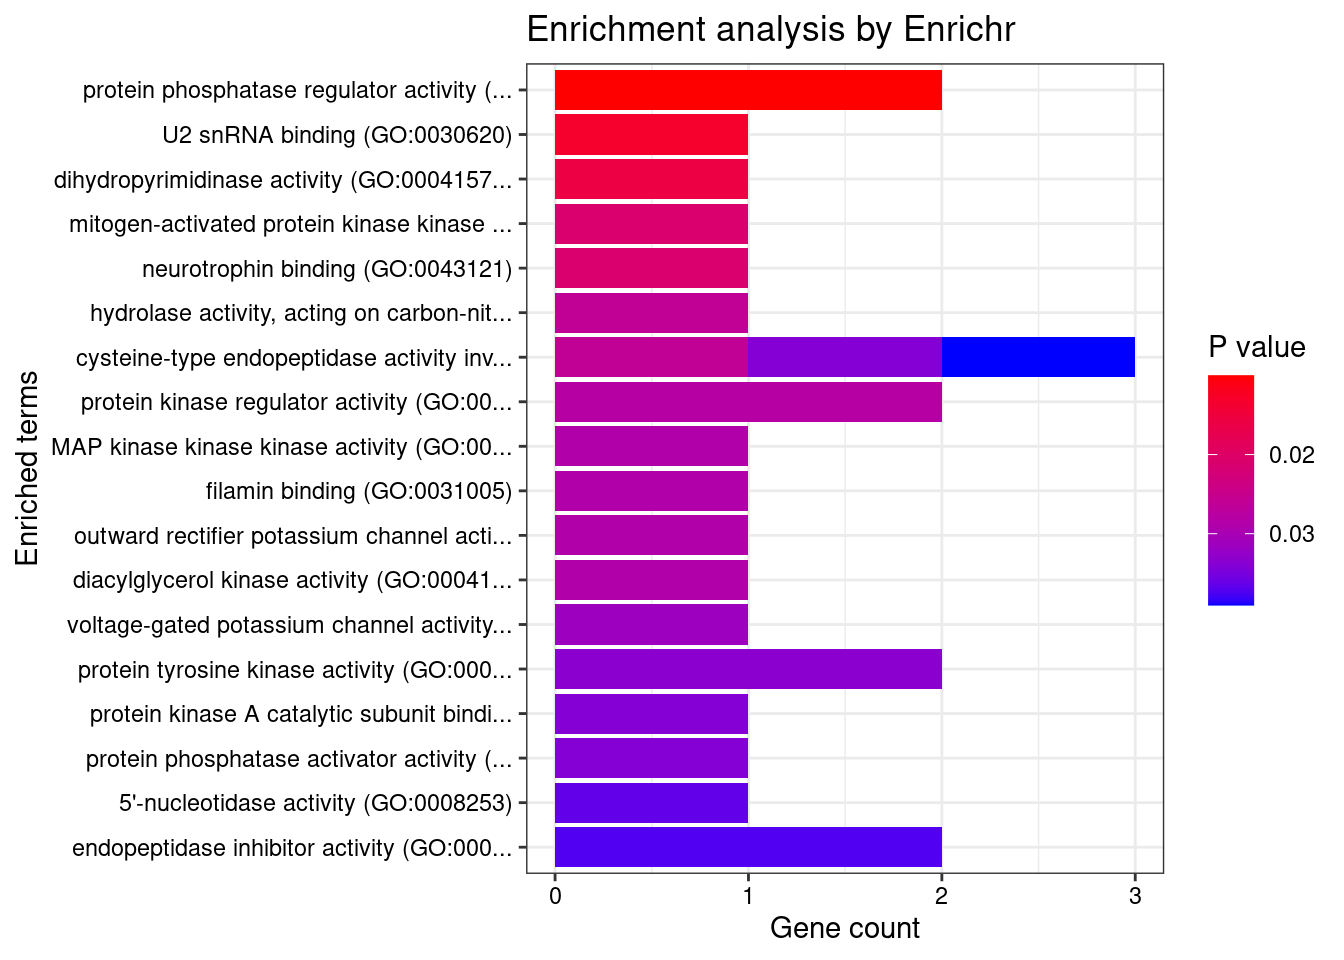 Enrichment analysis by Enrichr
protein phosphatase regulator activity (...
U2 snRNA binding (GO:0030620)
dihydropyrimidinase activity (GO:0004157...
mitogen-activated protein kinase kinase ...
neurotrophin binding (GO:0043121)
hydrolase activity, acting on carbon-nit...
cysteine-type endopeptidase activity inv...
protein kinase regulator activity (GO:00...
MAP kinase kinase kinase activity (GO:00...
filamin binding (GO:0031005)
outward rectifier potassium channel acti...
diacylglycerol kinase activity (GO:00041...
voltage-gated potassium channel activity...
protein tyrosine kinase activity (GO:000...
protein kinase A catalytic subunit bindi...
protein phosphatase activator activity (...
5'-nucleotidase activity (GO:0008253)
endopeptidase inhibitor activity (GO:000...
Enriched terms
0 1 2 3
Gene count
P value
0.02
0.03